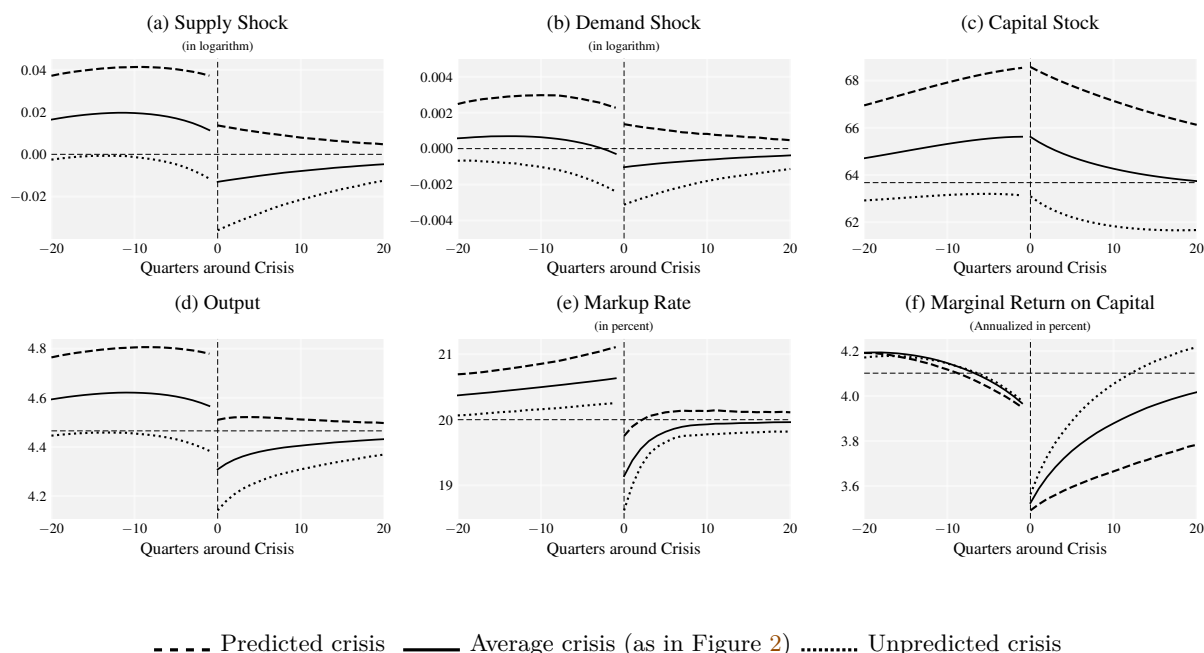 (a) Supply Shock (b) Demand Shock (c) Capital Stock
(in logarithm) (in logarithm)
0.04
0.02
0.00
−0.02
−20 −10 0 10 20
Quarters around Crisis
0.004
0.002
0.000
−0.002
−0.004
−20 −10 0 10 20
Quarters around Crisis
68
66
64
62
−20 −10 0 10 20
Quarters around Crisis
(d) Output (e) Markup Rate (f) Marginal Return on Capital
(in percent) (Annualized in percent)
4.8
4.6
4.4
4.2
−20 −10 0 10 20
Quarters around Crisis
21
20
19
−20 −10 0 10 20
Quarters around Crisis
4.2
4.0
3.8
3.6
−20 −10 0 10 20
Quarters around Crisis
Predicted crisis Average crisis (as in Figure 2) Unpredicted crisis